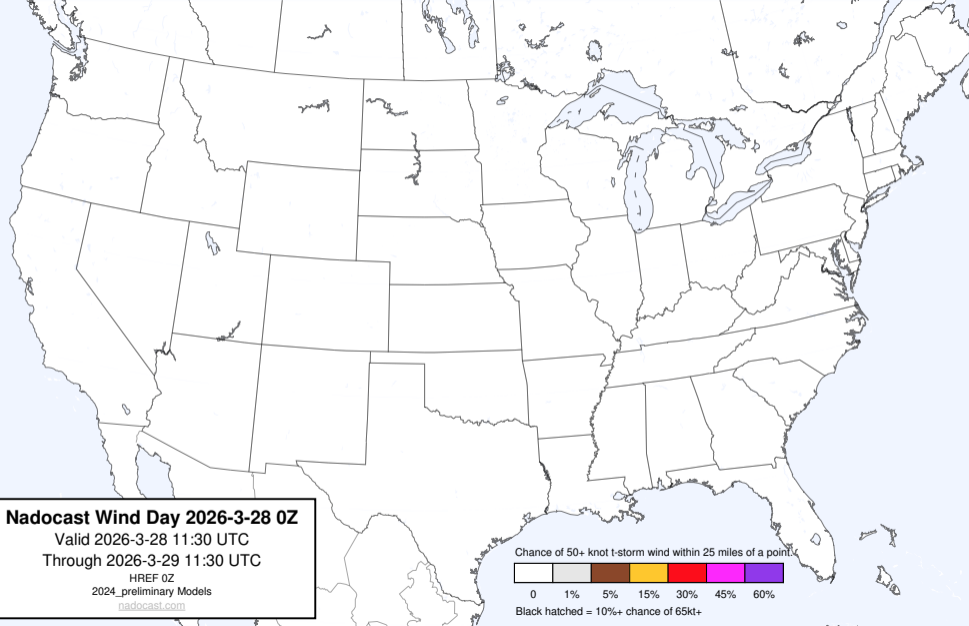 Nadocast Wind Day 2026-3-28 0Z
Valid 2026-3-28 11:30 UTC
Through 2026-3-29 11:30 UTC
HREF 0Z
2024_preliminary Models
nadocast.com
Chance of 50+ knot t-storm wind within 25 miles of a point.
0 1% 5% 15% 30% 45% 60%
Black hatched = 10%+ chance of 65kt+